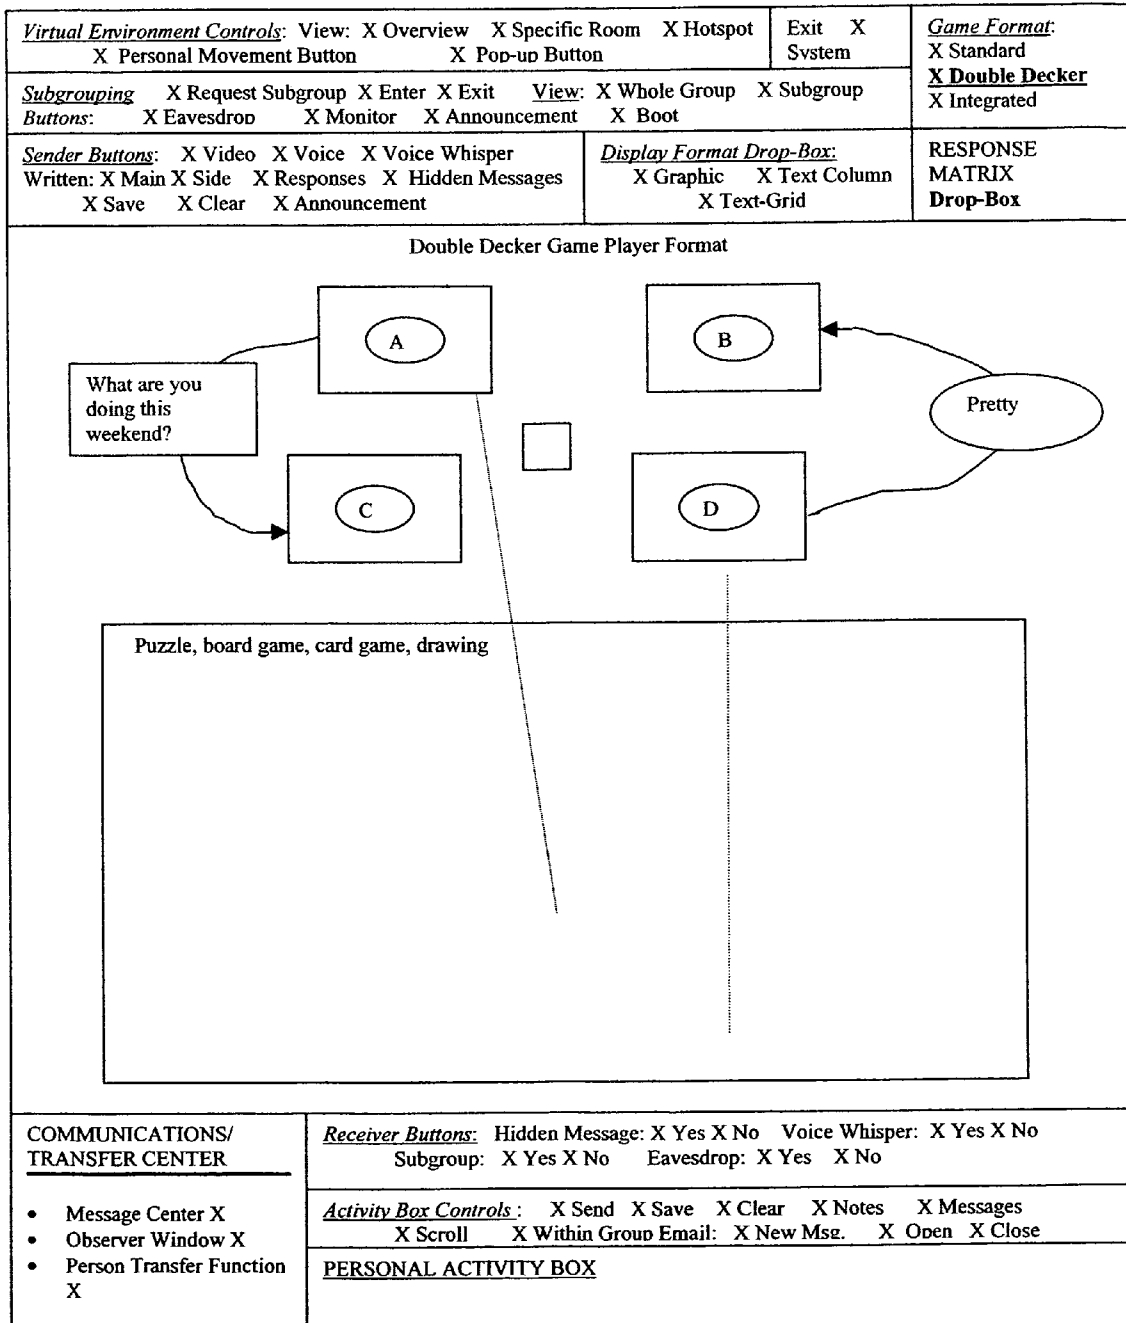 Virtual Environment Controls: View: X Overview X Specific Room X Hotspot
X Personal Movement Button X Pop-up Button
Exit X
System
Game Format:
X Standard
X Double Decker
X Integrated
Subgrouping X Request Subgroup X Enter X Exit View: X Whole Group X Subgroup
Buttons: X Eavesdrop X Monitor X Announcement X Boot
Sender Buttons: X Video X Voice X Voice Whisper
Written: X Main X Side X Responses X Hidden Messages
X Save X Clear X Announcement
Display Format Drop-Box:
X Graphic X Text Column
X Text-Grid
RESPONSE
MATRIX
Drop-Box
Double Decker Game Player Format
A
B
What are you
doing this
weekend?
Pretty
C
D
Puzzle, board game, card game, drawing
COMMUNICATIONS/
TRANSFER CENTER
• Message Center X
• Observer Window X
• Person Transfer Function
X
Receiver Buttons: Hidden Message: X Yes X No Voice Whisper: X Yes X No
Subgroup: X Yes X No Eavesdrop: X Yes X No
Activity Box Controls : X Send X Save X Clear X Notes X Messages
X Scroll X Within Group Email: X New Msg. X Open X Close
PERSONAL ACTIVITY BOX